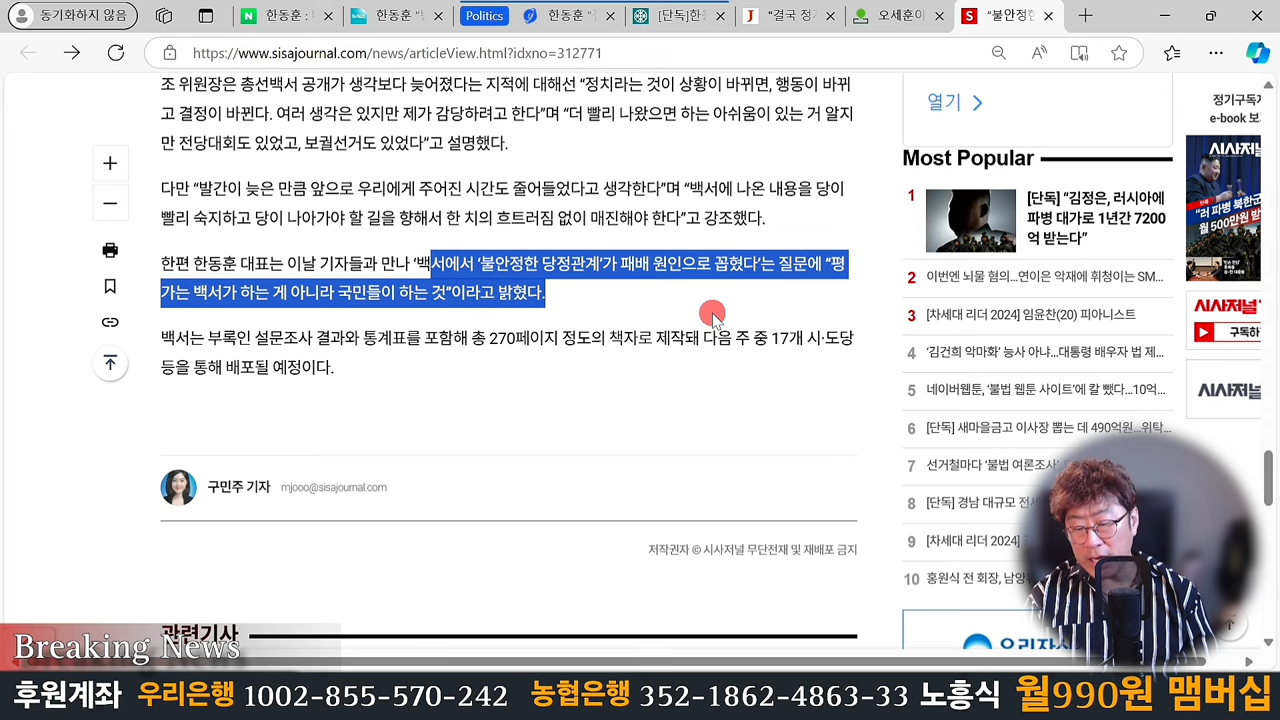 동기화하지 않음
한동훈 :
한동훈 "
Politics
한동훈 "
[단독]한
"결국 정
오세훈이
"불안정한
https://www.sisajournal.com/news/articleView.html?idxno=312771
조 위원장은 총선백서 공개가 생각보다 늦어졌다는 지적에 대해선 “정치라는 것이 상황이 바뀌면, 행동이 바뀌
고 결정이 바뀐다. 여러 생각은 있지만 제가 감당하려고 한다”며 “더 빨리 나왔으면 하는 아쉬움이 있는 거 알지
만 전당대회도 있었고, 보궐선거도 있었다”고 설명했다.
다만 “발간이 늦은 만큼 앞으로 우리에게 주어진 시간도 줄어들었다고 생각한다”며 “백서에 나온 내용을 당이
빨리 숙지하고 당이 나아가야 할 길을 향해서 한 치의 흐트러짐 없이 매진해야 한다”고 강조했다.
한편 한동훈 대표는 이날 기자들과 만나 ‘백서에서 ‘불안정한 당정관계’가 패배 원인으로 꼽혔다’는 질문에 “평
가는 백서가 하는 게 아니라 국민들이 하는 것”이라고 밝혔다.
백서는 부록인 설문조사 결과와 통계표를 포함해 총 270페이지 정도의 책자로 제작돼 다음 주 중 17개 시·도당
등을 통해 배포될 예정이다.
구민주 기자 mjooo@sisajournal.com
저작권자 © 시사저널 무단전재 및 재배포 금지
관련기사
열기
Most Popular
1 [단독] “김정은, 러시아에
파병 대가로 1년간 7200
억 받는다”
2 이번엔 뇌물 혐의…연이은 악재에 휘청이는 SM...
3 [차세대 리더 2024] 임윤찬(20) 피아니스트
4 ‘김건희 악마화’ 능사 아냐…대통령 배우자 법 제...
5 네이버웹툰, ‘불법 웹툰 사이트’에 칼 뺐다…10억...
6 [단독] 새마을금고 이사장 뽑는 데 490억원…위탁...
7 선거철마다 ‘불법 여론조사’
8 [단독] 경남 대규모 전세
9 [차세대 리더 2024]
10 홍원식 전 회장, 남양유
정기구독자
e-book 보
시사저널
“러 파병 북한군
월 500만원 받
시사저널
구독하
시사저널
Breaking News
후원계좌 우리은행 1002-855-570-242 농협은행 352-1862-4863-33 노흥식 월990원 맴버십